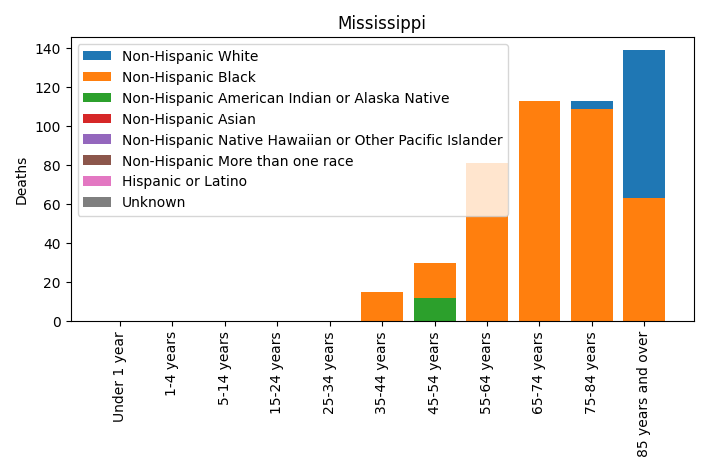 Mississippi
Deaths
140
120
100
80
60
40
20
0
Non-Hispanic White
Non-Hispanic Black
Non-Hispanic American Indian or Alaska Native
Non-Hispanic Asian
Non-Hispanic Native Hawaiian or Other Pacific Islander
Non-Hispanic More than one race
Hispanic or Latino
Unknown
Under 1 year
1-4 years
5-14 years
15-24 years
25-34 years
35-44 years
45-54 years
55-64 years
65-74 years
75-84 years
85 years and over